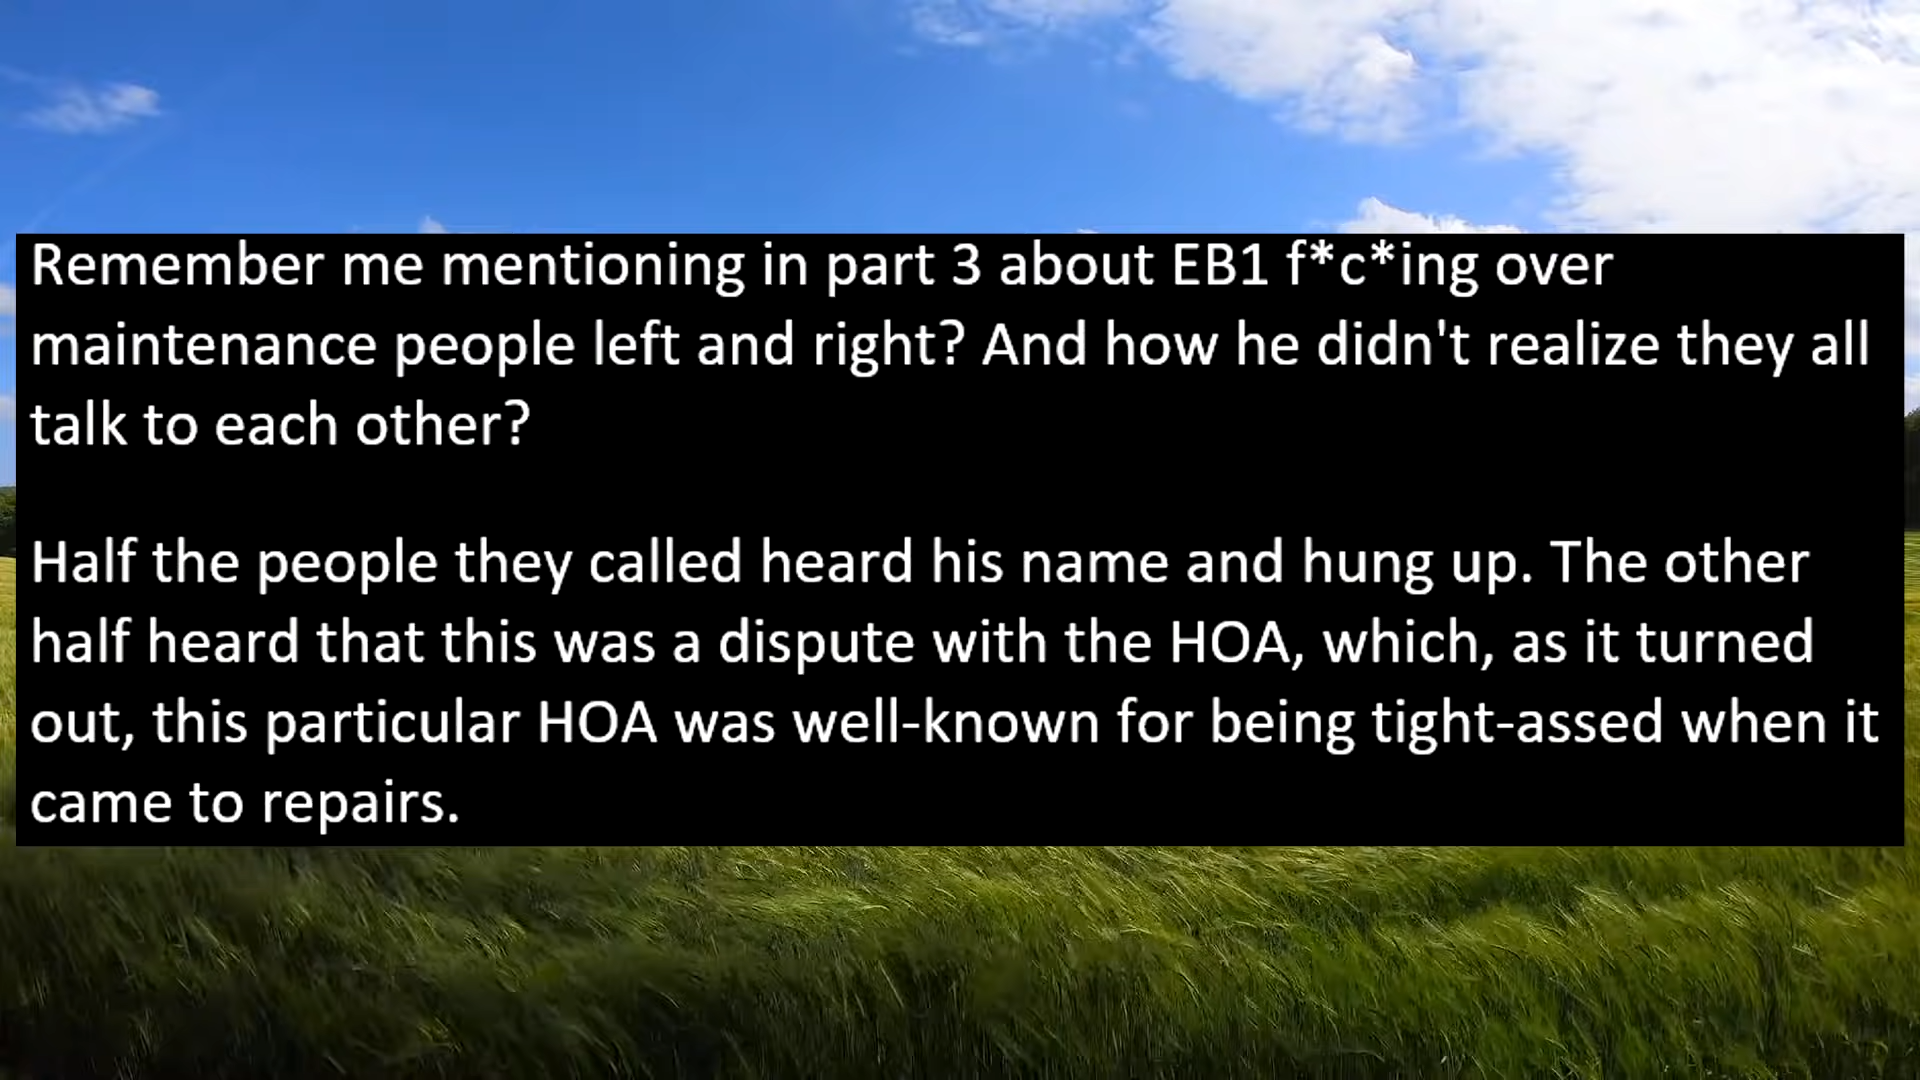 Remember me mentioning in part 3 about EB1 f*c*ing over
maintenance people left and right? And how he didn't realize they all
talk to each other?
Half the people they called heard his name and hung up. The other
half heard that this was a dispute with the HOA, which, as it turned
out, this particular HOA was well-known for being tight-assed when it
came to repairs.